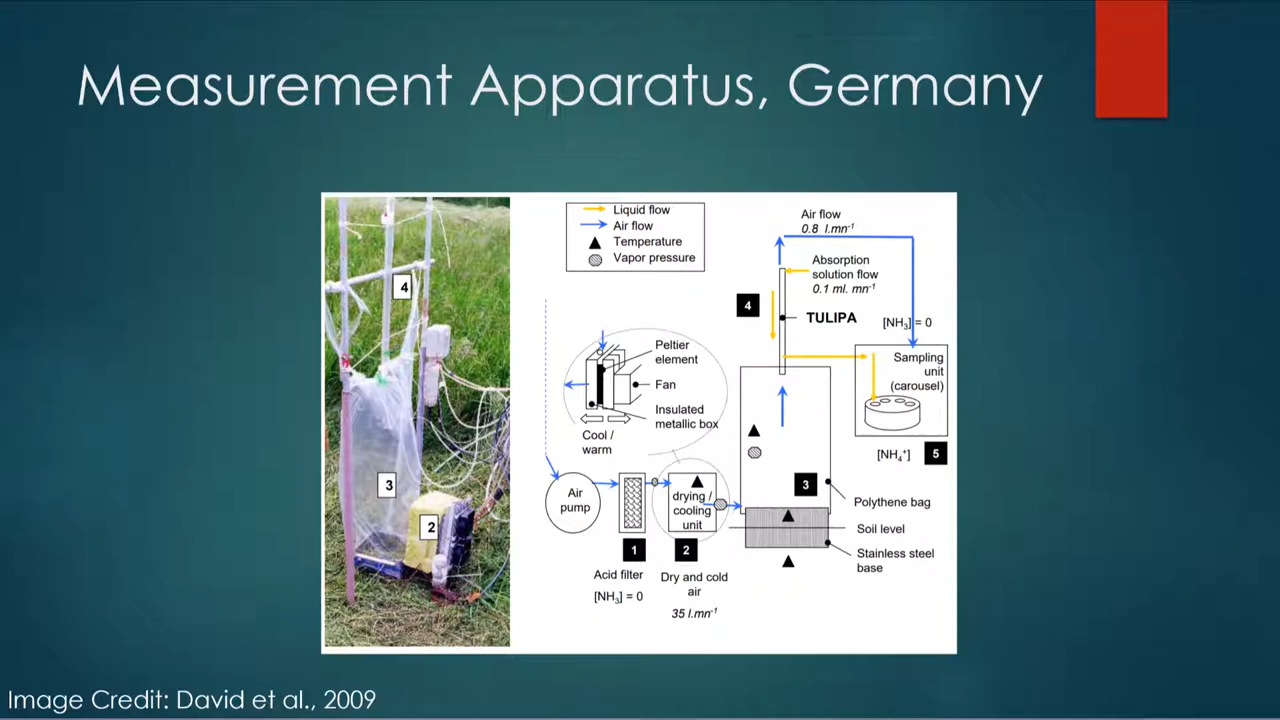 Measurement Apparatus, Germany
Liquid flow
Air flow
Temperature
Vapor pressure
Air flow
0.8 l.mn-1
Absorption
solution flow
0.1 ml. mn-1
4
TULIPA
[NH3] = 0
Sampling
unit
(carousel)
[NH4+]
5
Peltier
element
Fan
Insulated
metallic box
Cool /
warm
Air
pump
drying /
cooling
unit
3
Polythene bag
Soil level
Stainless steel
base
1
2
Acid filter
[NH3] = 0
Dry and cold
air
35 l.mn-1
4
3
2
Image Credit: David et al., 2009